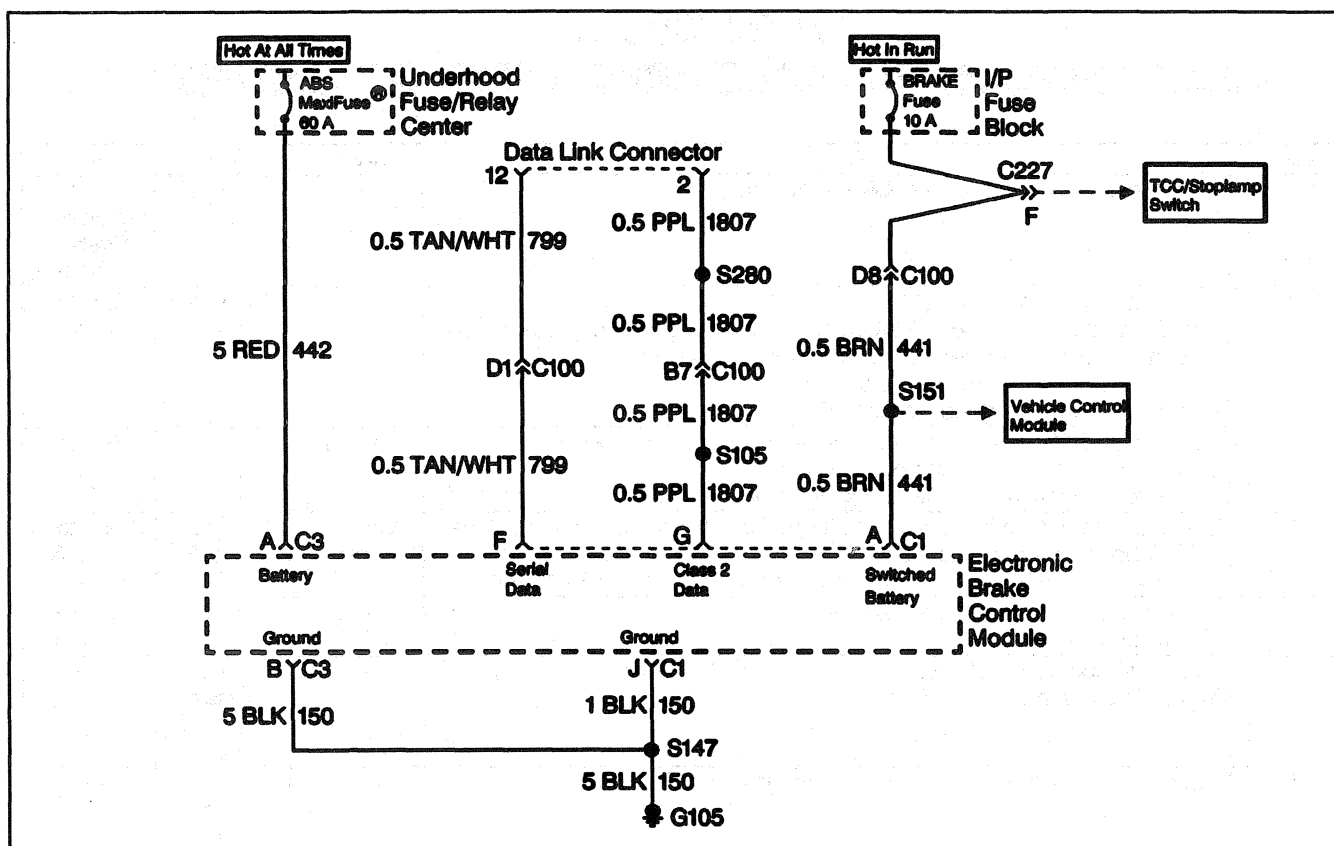 Hot At All Times
ABS
MaxiFuse ®
60 A
Underhood
Fuse/Relay
Center
Hot In Run
BRAKE
Fuse
10 A
I/P
Fuse
Block
Data Link Connector
12
2
C227
F
TCC/Stoplamp
Switch
0.5 TAN/WHT 799
0.5 PPL 1807
S280
D8 C100
5 RED 442
0.5 PPL 1807
0.5 BRN 441
D1 C100
B7 C100
S151
Vehicle Control
Module
0.5 PPL 1807
0.5 TAN/WHT 799
S105
0.5 PPL 1807
0.5 BRN 441
A C3
F
G
A C1
Battery
Serial
Data
Class 2
Data
Switched
Battery
Electronic
Brake
Control
Module
Ground
Ground
B C3
J C1
5 BLK 150
1 BLK 150
S147
5 BLK 150
G105